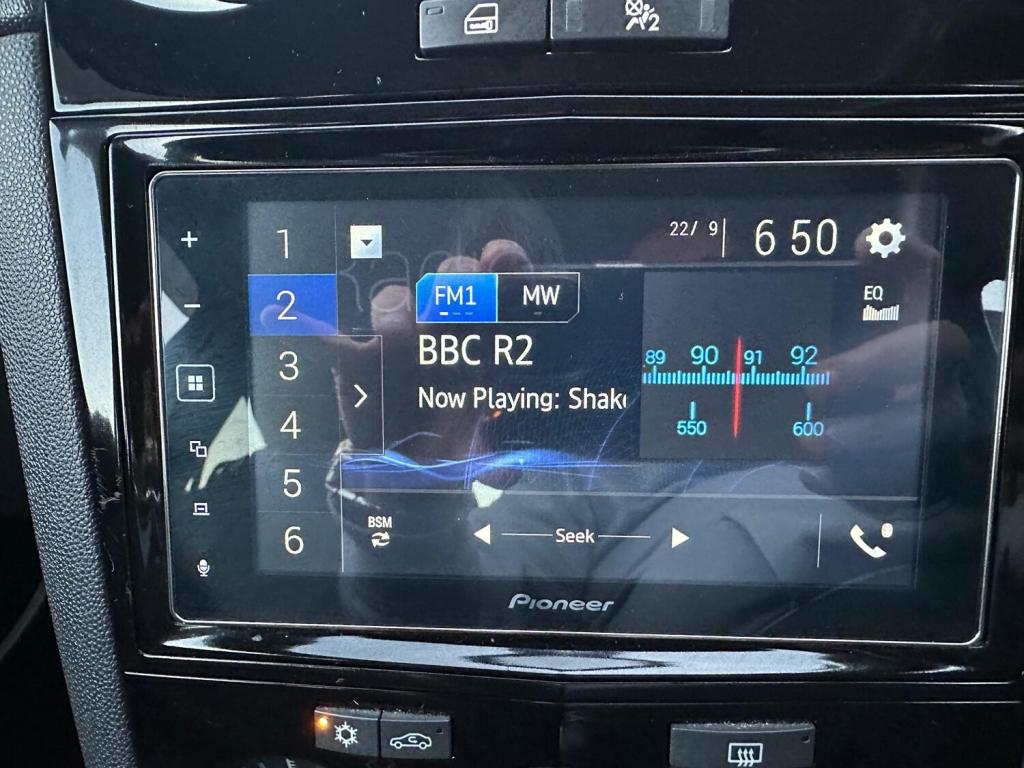 2
22/ 9
6 50
1
2
3
4
5
6
FM1
MW
EQ
BBC R2
Now Playing: Shak
89 90 91 92
550 600
BSM
Seek
Pioneer